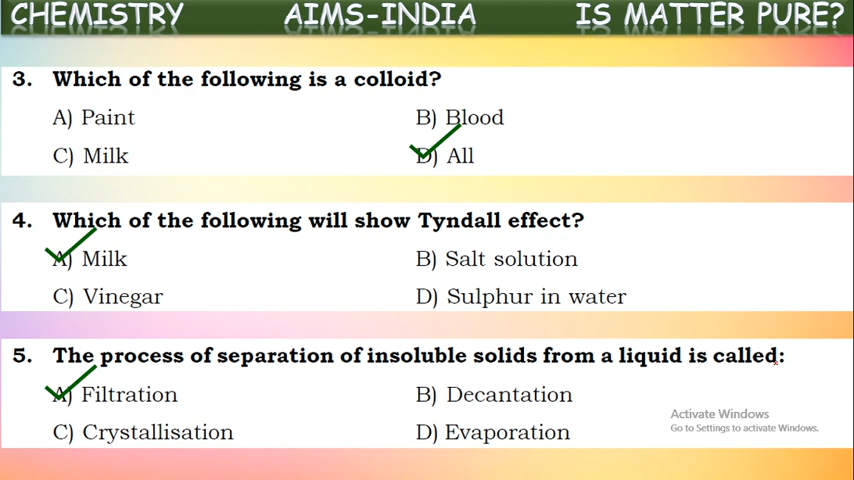 CHEMISTRY AIMS-INDIA IS MATTER PURE?
3. Which of the following is a colloid?
A) Paint B) Blood
C) Milk D) All
4. Which of the following will show Tyndall effect?
A) Milk B) Salt solution
C) Vinegar D) Sulphur in water
5. The process of separation of insoluble solids from a liquid is called:
A) Filtration B) Decantation
C) Crystallisation D) Evaporation
Activate Windows
Go to Settings to activate Windows.